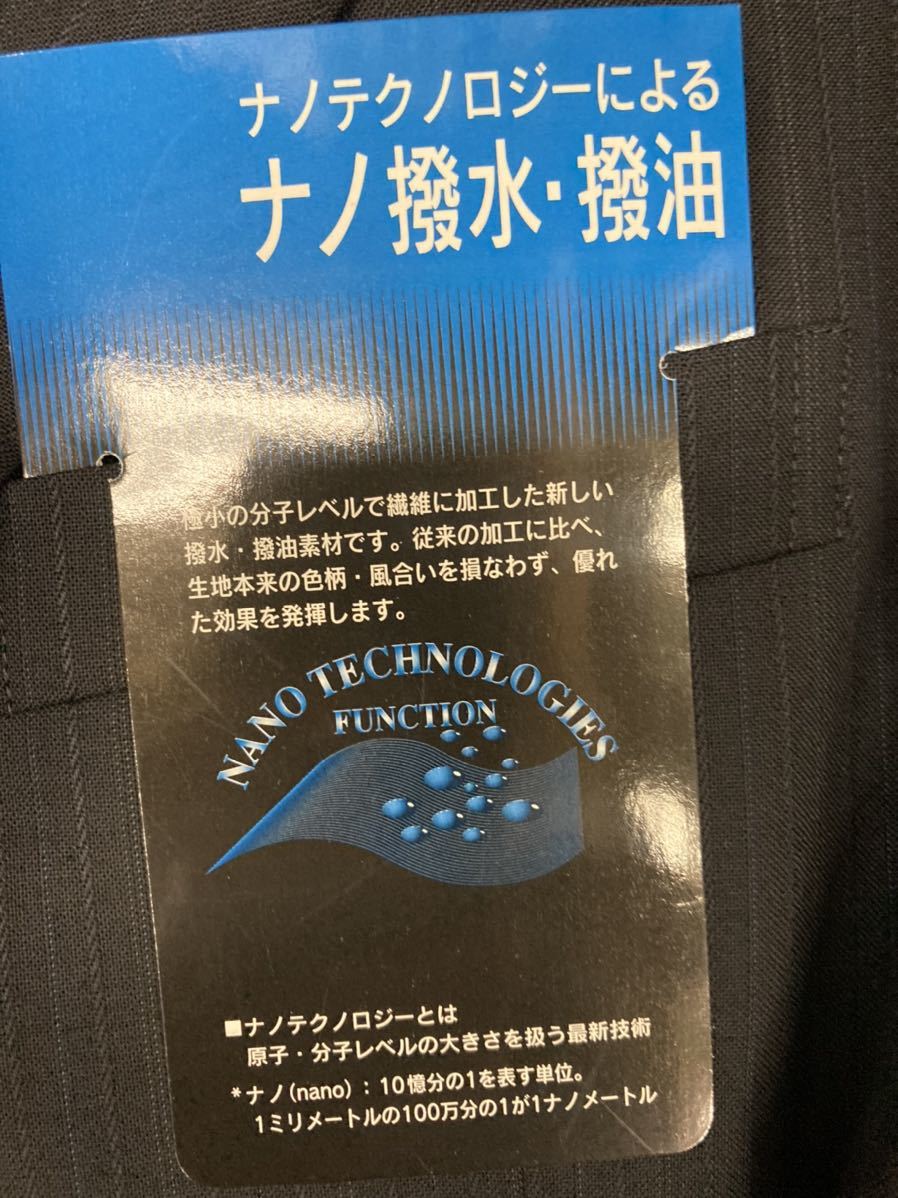 ナノテクノロジーによる
ナノ撥水・撥油
極小の分子レベルで繊維に加工した新しい
撥水・撥油素材です。従来の加工に比べ、
生地本来の色柄・風合いを損なわず、優れ
た効果を発揮します。
NANO TECHNOLOGIES
FUNCTION
■ナノテクノロジーとは
原子・分子レベルの大きさを扱う最新技術
*ナノ(nano)：10憶分の1を表す単位。
1ミリメートルの100万分の1が1ナノメートル